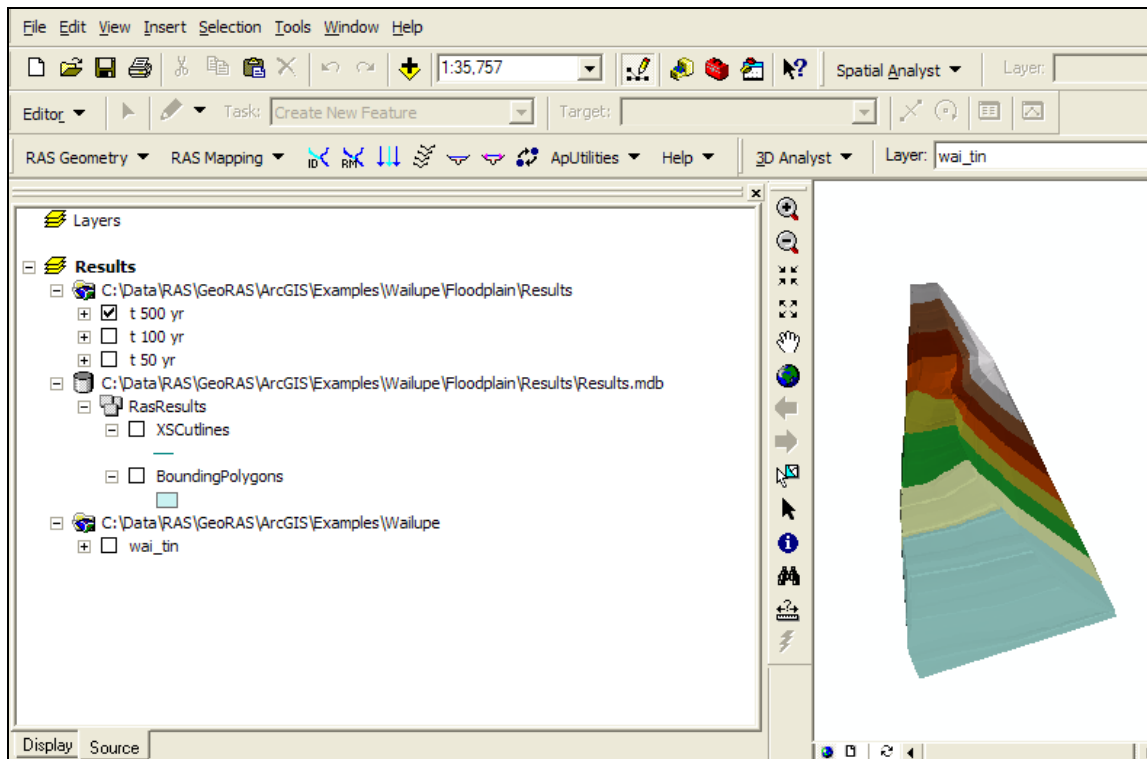 File Edit View Insert Selection Tools Window Help
1:35,757 Spatial Analyst Layer:
Editor Task: Create New Feature Target:
RAS Geometry RAS Mapping ID RM ApUtilities Help 3D Analyst Layer: wai_tin
Layers
Results
C:\Data\RAS\GeoRAS\ArcGIS\Examples\Wailupe\Floodplain\Results
t 500 yr
t 100 yr
t 50 yr
C:\Data\RAS\GeoRAS\ArcGIS\Examples\Wailupe\Floodplain\Results\Results.mdb
RasResults
XSCutlines
BoundingPolygons
C:\Data\RAS\GeoRAS\ArcGIS\Examples\Wailupe
wai_tin
Display Source